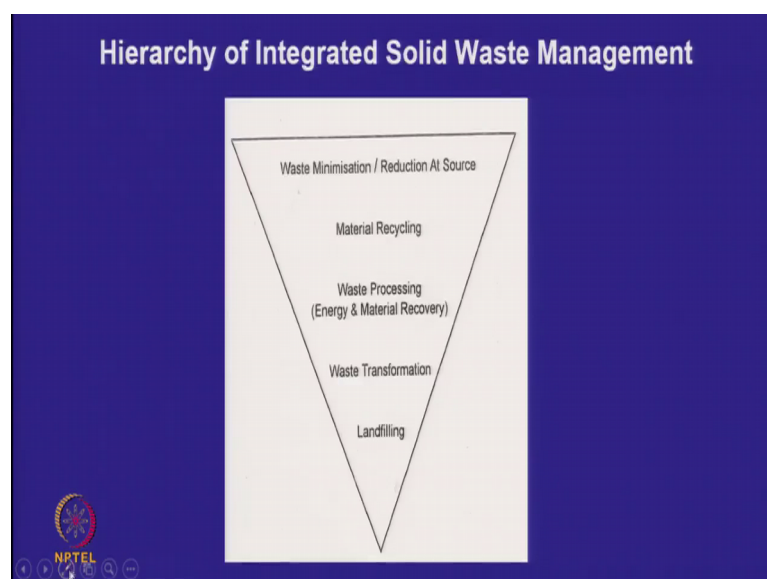 Hierarchy of Integrated Solid Waste Management
Waste Minimisation / Reduction At Source
Material Recycling
Waste Processing
(Energy & Material Recovery)
Waste Transformation
Landfilling
NPTEL